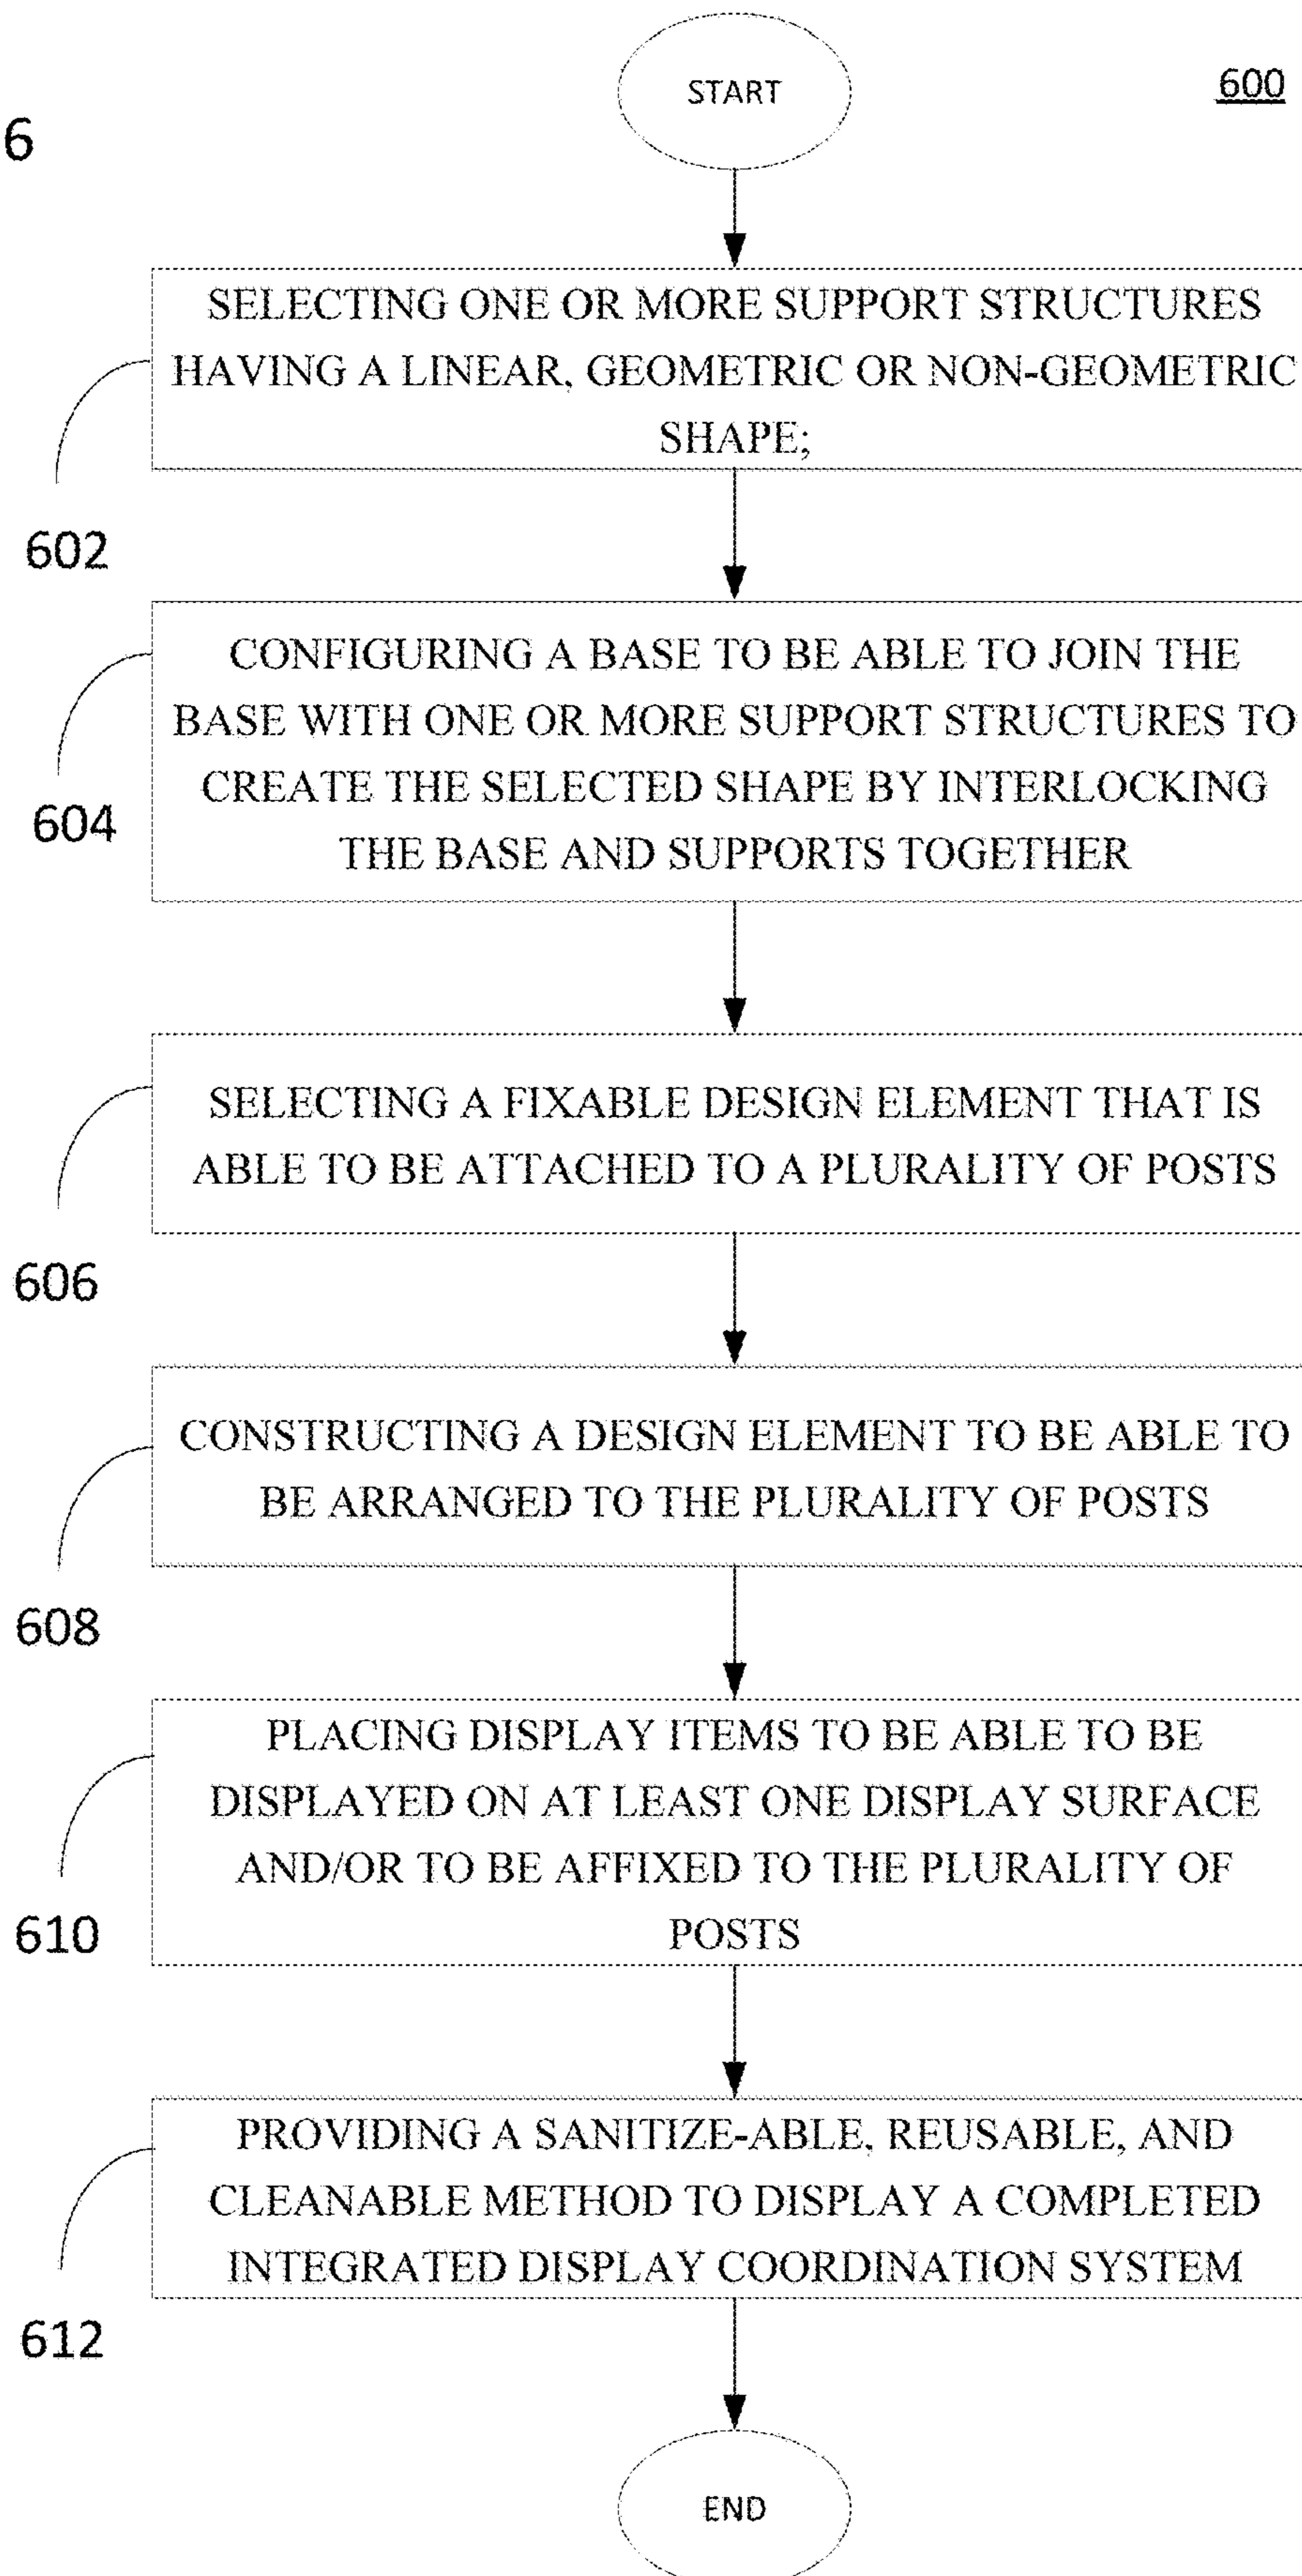 START
600
6
SELECTING ONE OR MORE SUPPORT STRUCTURES
HAVING A LINEAR, GEOMETRIC OR NON-GEOMETRIC
SHAPE;
602
CONFIGURING A BASE TO BE ABLE TO JOIN THE
BASE WITH ONE OR MORE SUPPORT STRUCTURES TO
CREATE THE SELECTED SHAPE BY INTERLOCKING
THE BASE AND SUPPORTS TOGETHER
604
SELECTING A FIXABLE DESIGN ELEMENT THAT IS
ABLE TO BE ATTACHED TO A PLURALITY OF POSTS
606
CONSTRUCTING A DESIGN ELEMENT TO BE ABLE TO
BE ARRANGED TO THE PLURALITY OF POSTS
608
PLACING DISPLAY ITEMS TO BE ABLE TO BE
DISPLAYED ON AT LEAST ONE DISPLAY SURFACE
AND/OR TO BE AFFIXED TO THE PLURALITY OF
POSTS
610
PROVIDING A SANITIZE-ABLE, REUSABLE, AND
CLEANABLE METHOD TO DISPLAY A COMPLETED
INTEGRATED DISPLAY COORDINATION SYSTEM
612
END